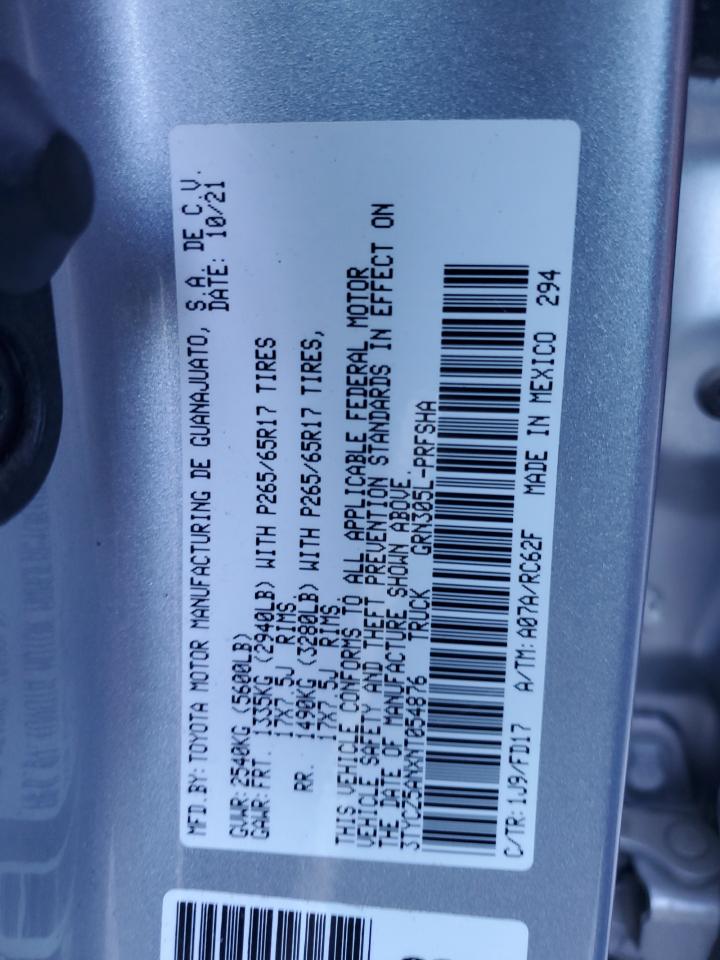 MFD.BY: TOYOTA MOTOR MANUFACTURING DE GUANAJUATO, S.A. DE C.V.
DATE: 10/21
GVWR: 2540KG (5600LB)
GAWR: FRT. 1335KG (2940LB) WITH P265/65R17 TIRES
17X7.5J RIMS.
RR. 1490KG (3280LB) WITH P265/65R17 TIRES,
17X7.5J RIMS.
THIS VEHICLE CONFORMS TO ALL APPLICABLE FEDERAL MOTOR
VEHICLE SAFETY AND THEFT PREVENTION STANDARDS IN EFFECT ON
THE DATE OF MANUFACTURE SHOWN ABOVE.
3TYCZ5ANXNT054876 TRUCK GRN305L-PRFSHA
C/TR: 1J9/FD17 A/TM: A07A/RC62F MADE IN MEXICO 294